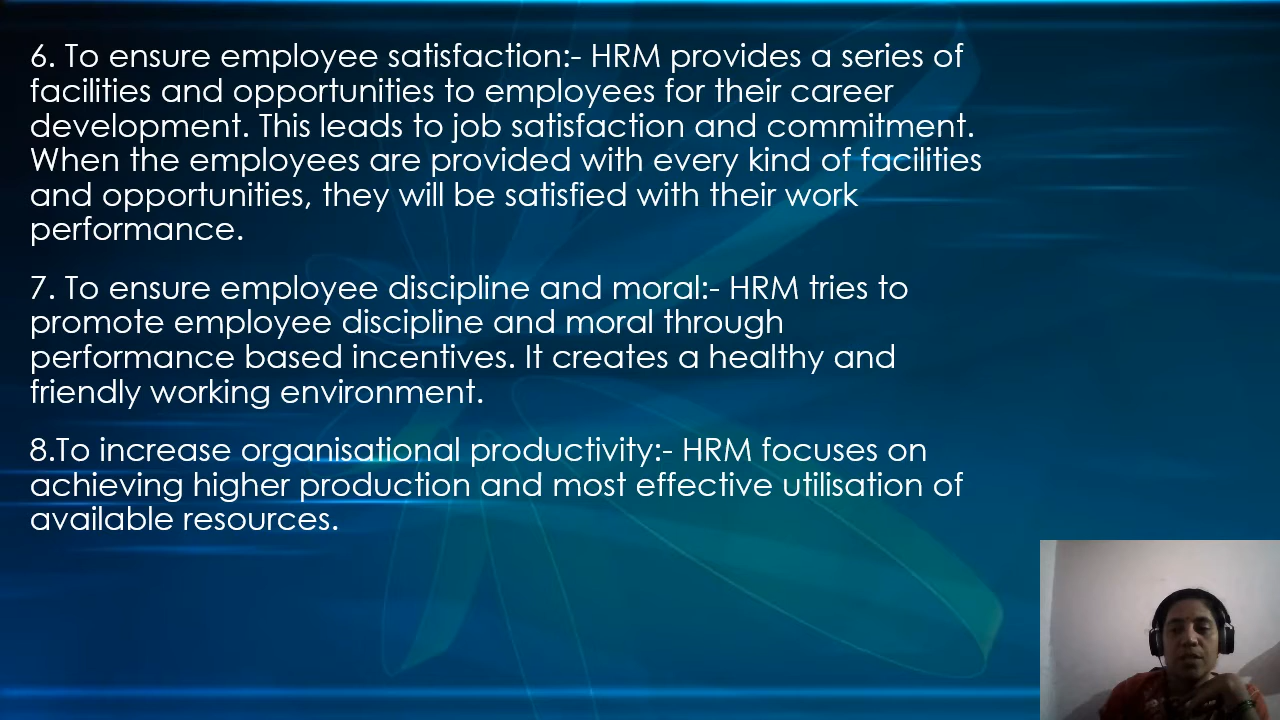 6. To ensure employee satisfaction:- HRM provides a series of
facilities and opportunities to employees for their career
development. This leads to job satisfaction and commitment.
When the employees are provided with every kind of facilities
and opportunities, they will be satisfied with their work
performance.
7. To ensure employee discipline and moral:- HRM tries to
promote employee discipline and moral through
performance based incentives. It creates a healthy and
friendly working environment.
8.To increase organisational productivity:- HRM focuses on
achieving higher production and most effective utilisation of
available resources.